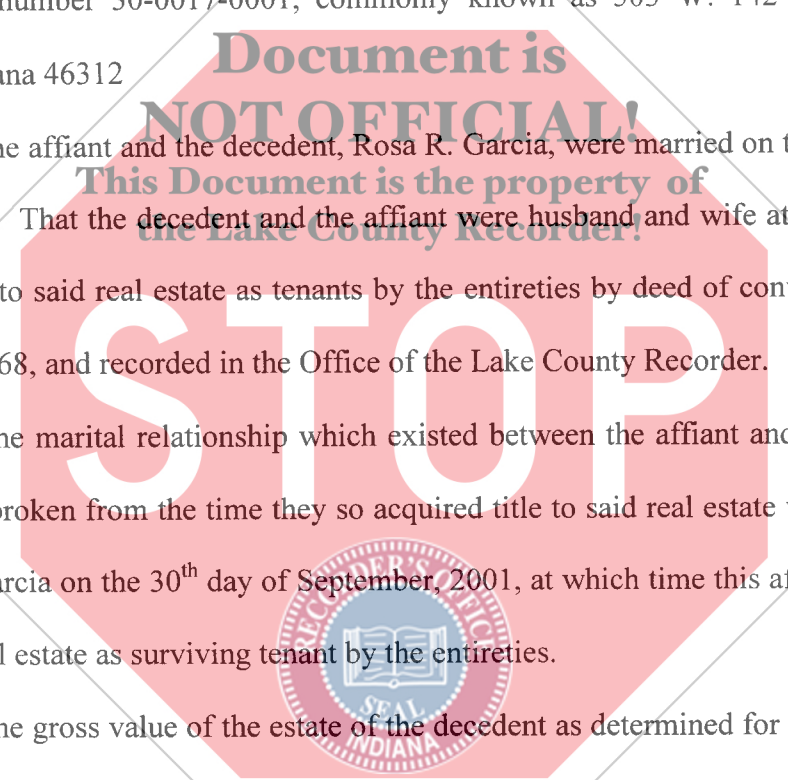 number 30-0017-0001, commonly known as 505 W. 142
ana 46312
Document is
NOT OFFICIAL!
he affiant and the decedent, Rosa R. Garcia, were married on t
This Document is the property of
the Lake County Recorder!
That the decedent and the affiant were husband and wife at
to said real estate as tenants by the entireties by deed of con
68, and recorded in the Office of the Lake County Recorder.
STOP
he marital relationship which existed between the affiant and
broken from the time they so acquired title to said real estate
arcia on the 30th day of September, 2001, at which time this af
l estate as surviving tenant by the entireties.
RECORDER'S OFFICE
SEAL
INDIANA
he gross value of the estate of the decedent as determined for